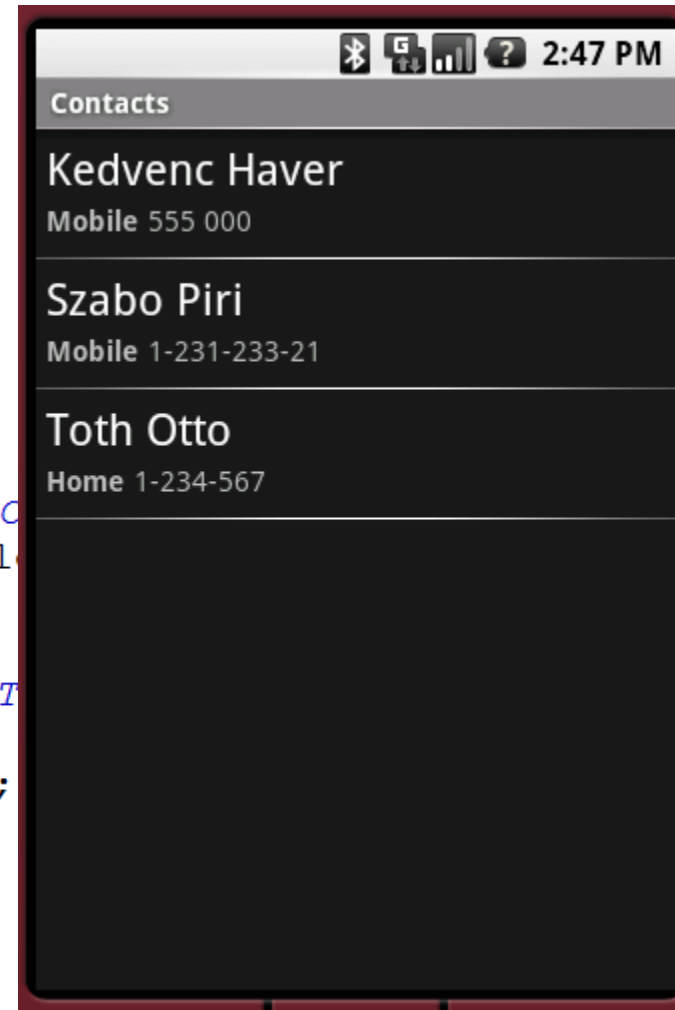 G ? 2:47 PM
Contacts
Kedvenc Haver
Mobile 555 000
Szabo Piri
Mobile 1-231-233-21
Toth Otto
Home 1-234-567
C
T
;